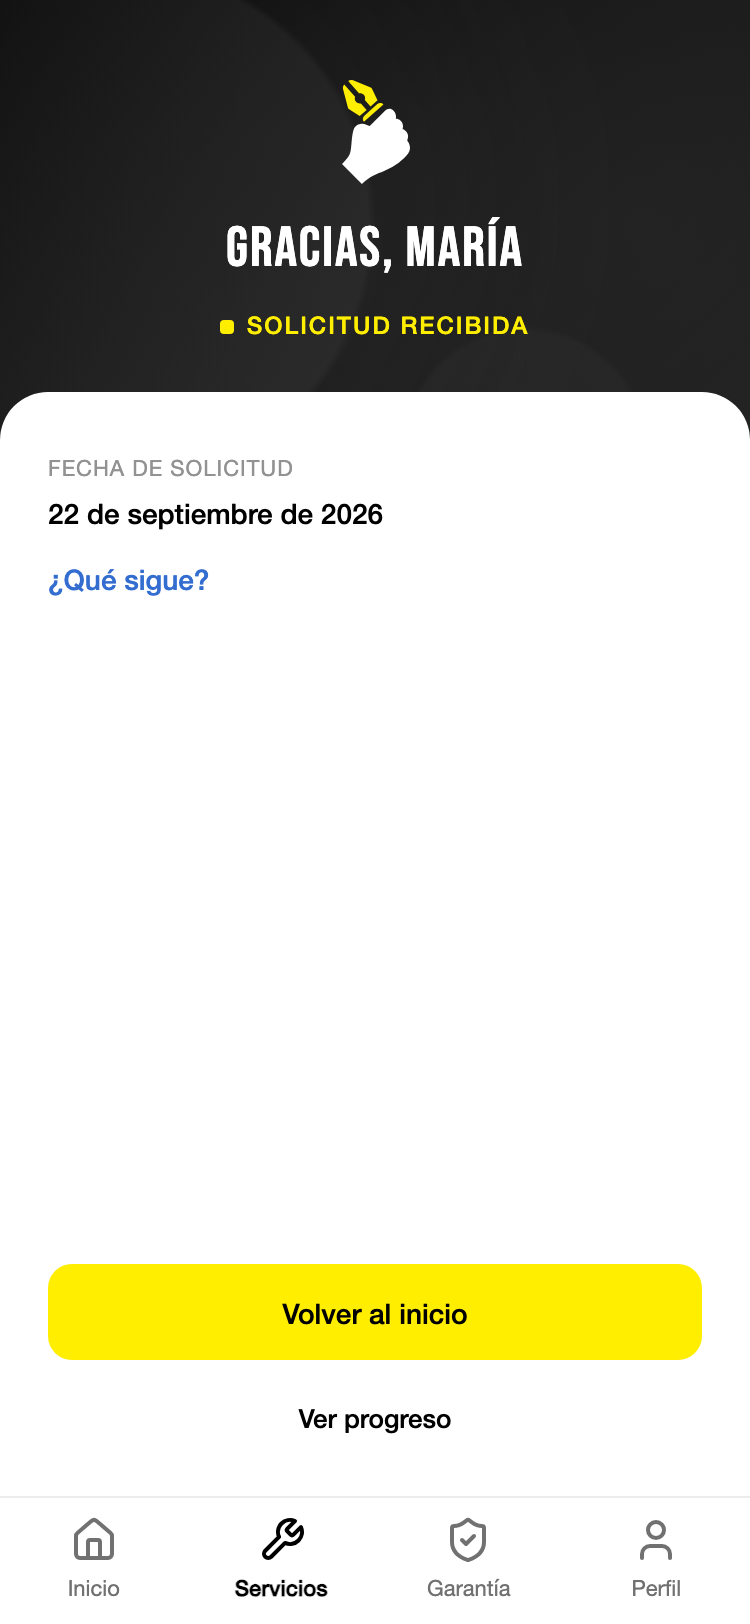 GRACIAS, MARÍA
SOLICITUD RECIBIDA
FECHA DE SOLICITUD
22 de septiembre de 2026
¿Qué sigue?
Volver al inicio
Ver progreso
Inicio
Servicios
Garantía
Perfil